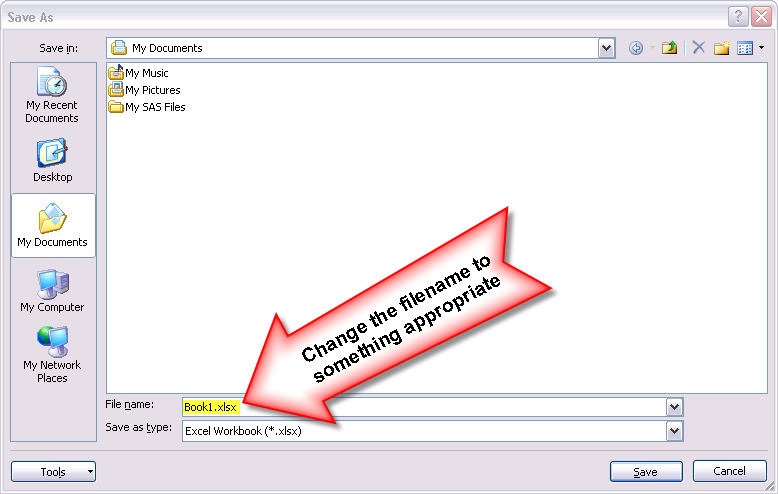 Save As
Save in:
My Documents
My Music
My Pictures
My SAS Files
My Recent
Documents
Desktop
My Documents
My Computer
My Network
Places
Change the filename to
something appropriate
File name:
Book1.xlsx
Save as type:
Excel Workbook (*.xlsx)
Tools
Save
Cancel